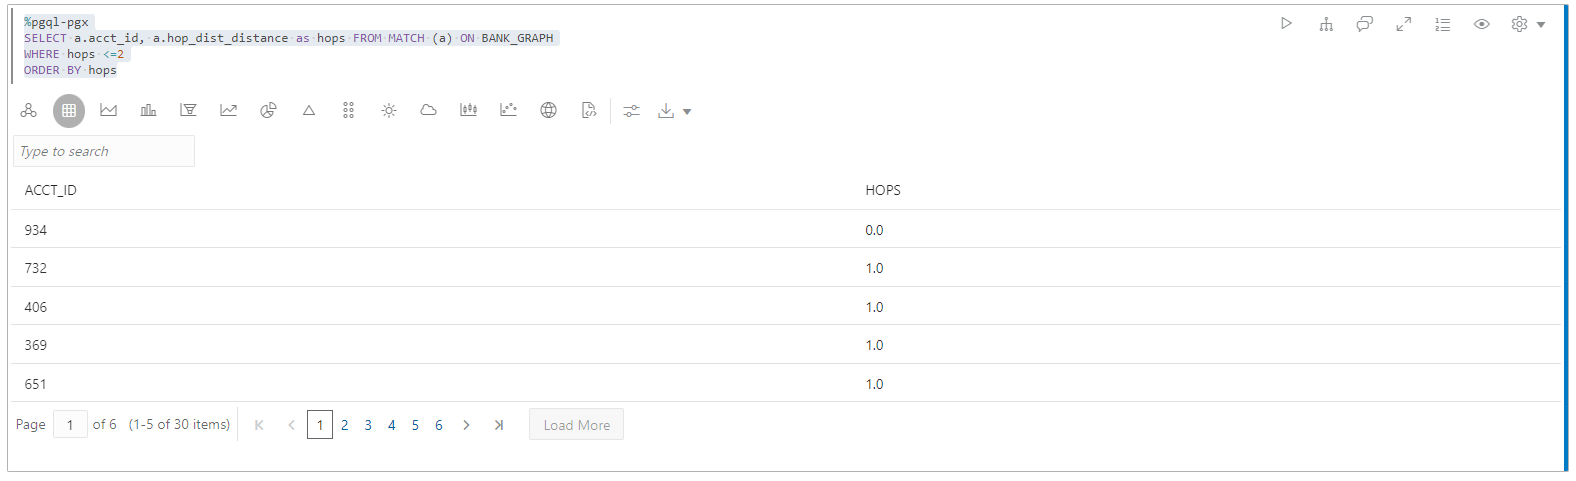 %pgql-pgx
SELECT a.acct_id, a.hop_dist_distance as hops FROM MATCH (a) ON BANK_GRAPH
WHERE hops <=2
ORDER BY hops
Type to search
ACCT_ID HOPS
934 0.0
732 1.0
406 1.0
369 1.0
651 1.0
Page 1 of 6 (1-5 of 30 items) 1 2 3 4 5 6 Load More